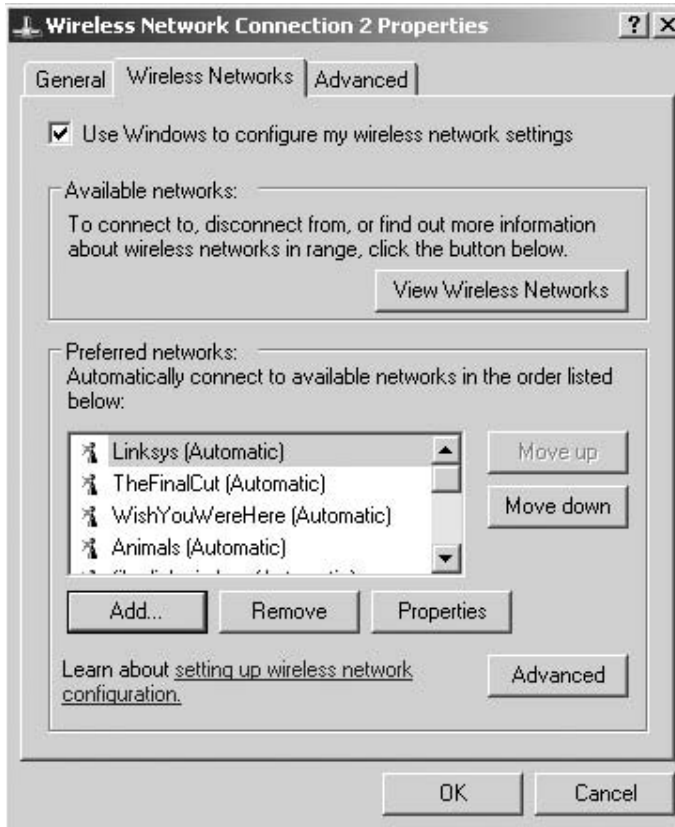 Wireless Network Connection 2 Properties
General
Wireless Networks
Advanced
Use Windows to configure my wireless network settings
Available networks:
To connect to, disconnect from, or find out more information
about wireless networks in range, click the button below.
View Wireless Networks
Preferred networks:
Automatically connect to available networks in the order listed
below:
Linksys (Automatic)
Move up
TheFinalCut (Automatic)
WishYouWereHere (Automatic)
Move down
Animals (Automatic)
Add...
Remove
Properties
Learn about setting up wireless network
configuration.
Advanced
OK
Cancel